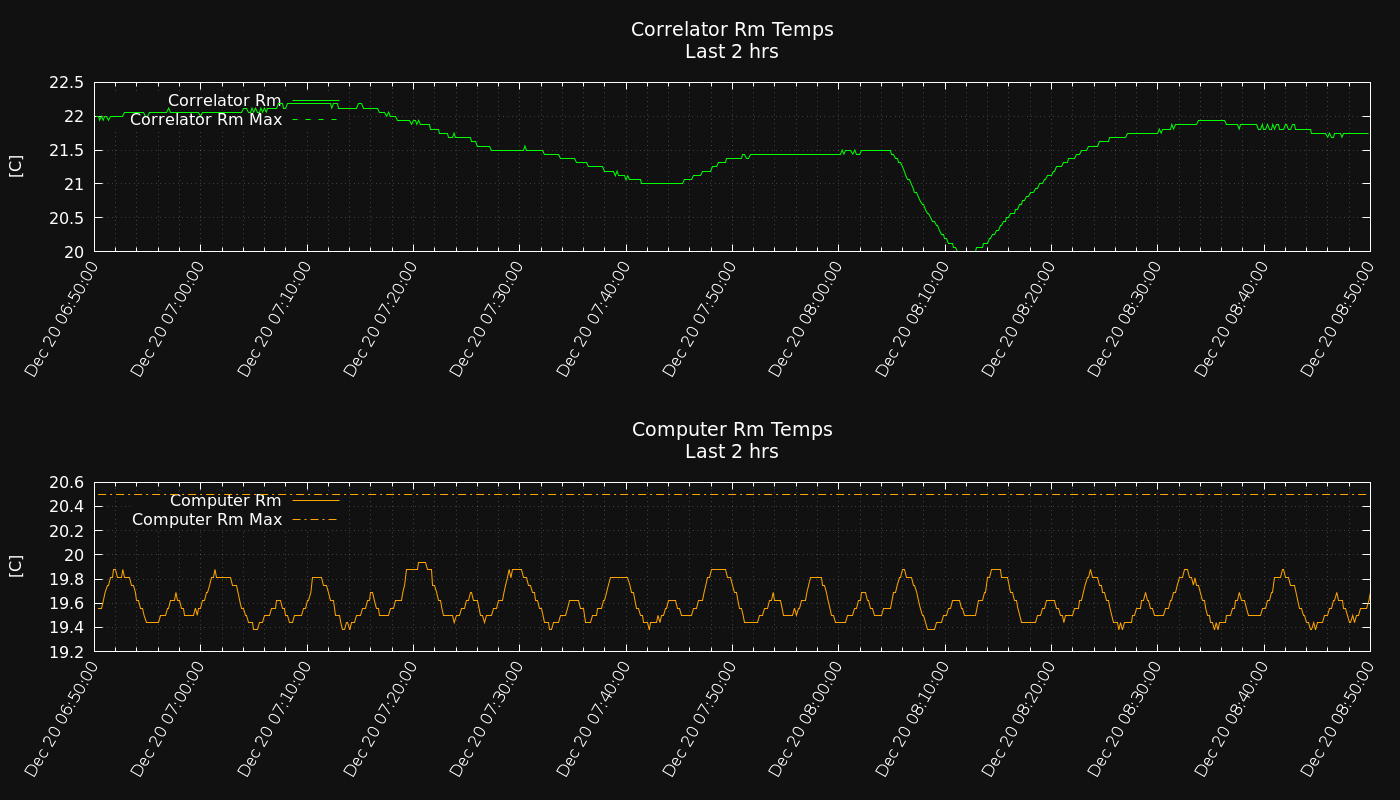 Correlator Rm Temps
Last 2 hrs
22.5
22
21.5
21
20.5
20
[C]
Correlator Rm
Correlator Rm Max
Dec 20 06:50:00
Dec 20 07:00:00
Dec 20 07:10:00
Dec 20 07:20:00
Dec 20 07:30:00
Dec 20 07:40:00
Dec 20 07:50:00
Dec 20 08:00:00
Dec 20 08:10:00
Dec 20 08:20:00
Dec 20 08:30:00
Dec 20 08:40:00
Dec 20 08:50:00
Computer Rm Temps
Last 2 hrs
20.6
20.4
20.2
20
19.8
19.6
19.4
19.2
[C]
Computer Rm
Computer Rm Max
Dec 20 06:50:00
Dec 20 07:00:00
Dec 20 07:10:00
Dec 20 07:20:00
Dec 20 07:30:00
Dec 20 07:40:00
Dec 20 07:50:00
Dec 20 08:00:00
Dec 20 08:10:00
Dec 20 08:20:00
Dec 20 08:30:00
Dec 20 08:40:00
Dec 20 08:50:00